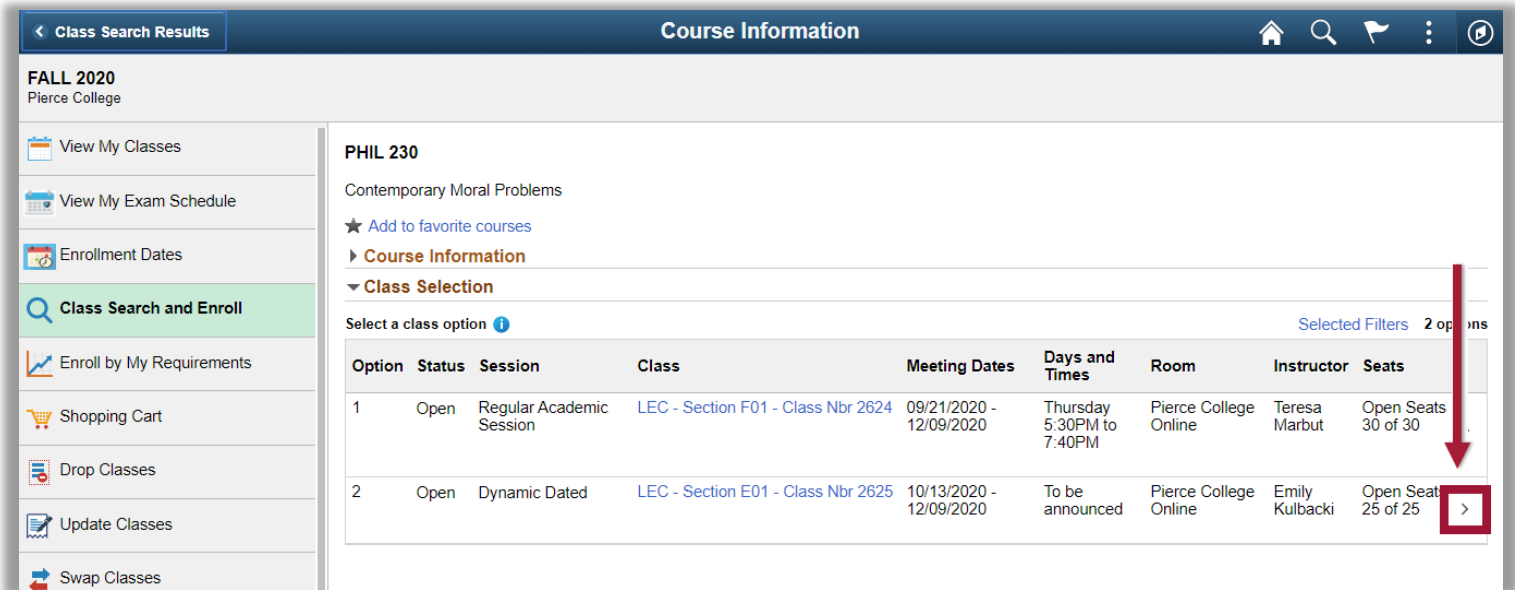 Class Search Results
Course Information
FALL 2020
Pierce College
View My Classes
View My Exam Schedule
Enrollment Dates
Class Search and Enroll
Enroll by My Requirements
Shopping Cart
Drop Classes
Update Classes
Swap Classes
PHIL 230
Contemporary Moral Problems
Add to favorite courses
Course Information
Class Selection
Select a class option
Selected Filters 2 options
Option Status Session Class Meeting Dates Days and Times Room Instructor Seats
1 Open Regular Academic Session LEC - Section F01 - Class Nbr 2624 09/21/2020 - 12/09/2020 Thursday 5:30PM to 7:40PM Pierce College Online Teresa Marbut Open Seats 30 of 30
2 Open Dynamic Dated LEC - Section E01 - Class Nbr 2625 10/13/2020 - 12/09/2020 To be announced Pierce College Online Emily Kulbacki Open Seats 25 of 25